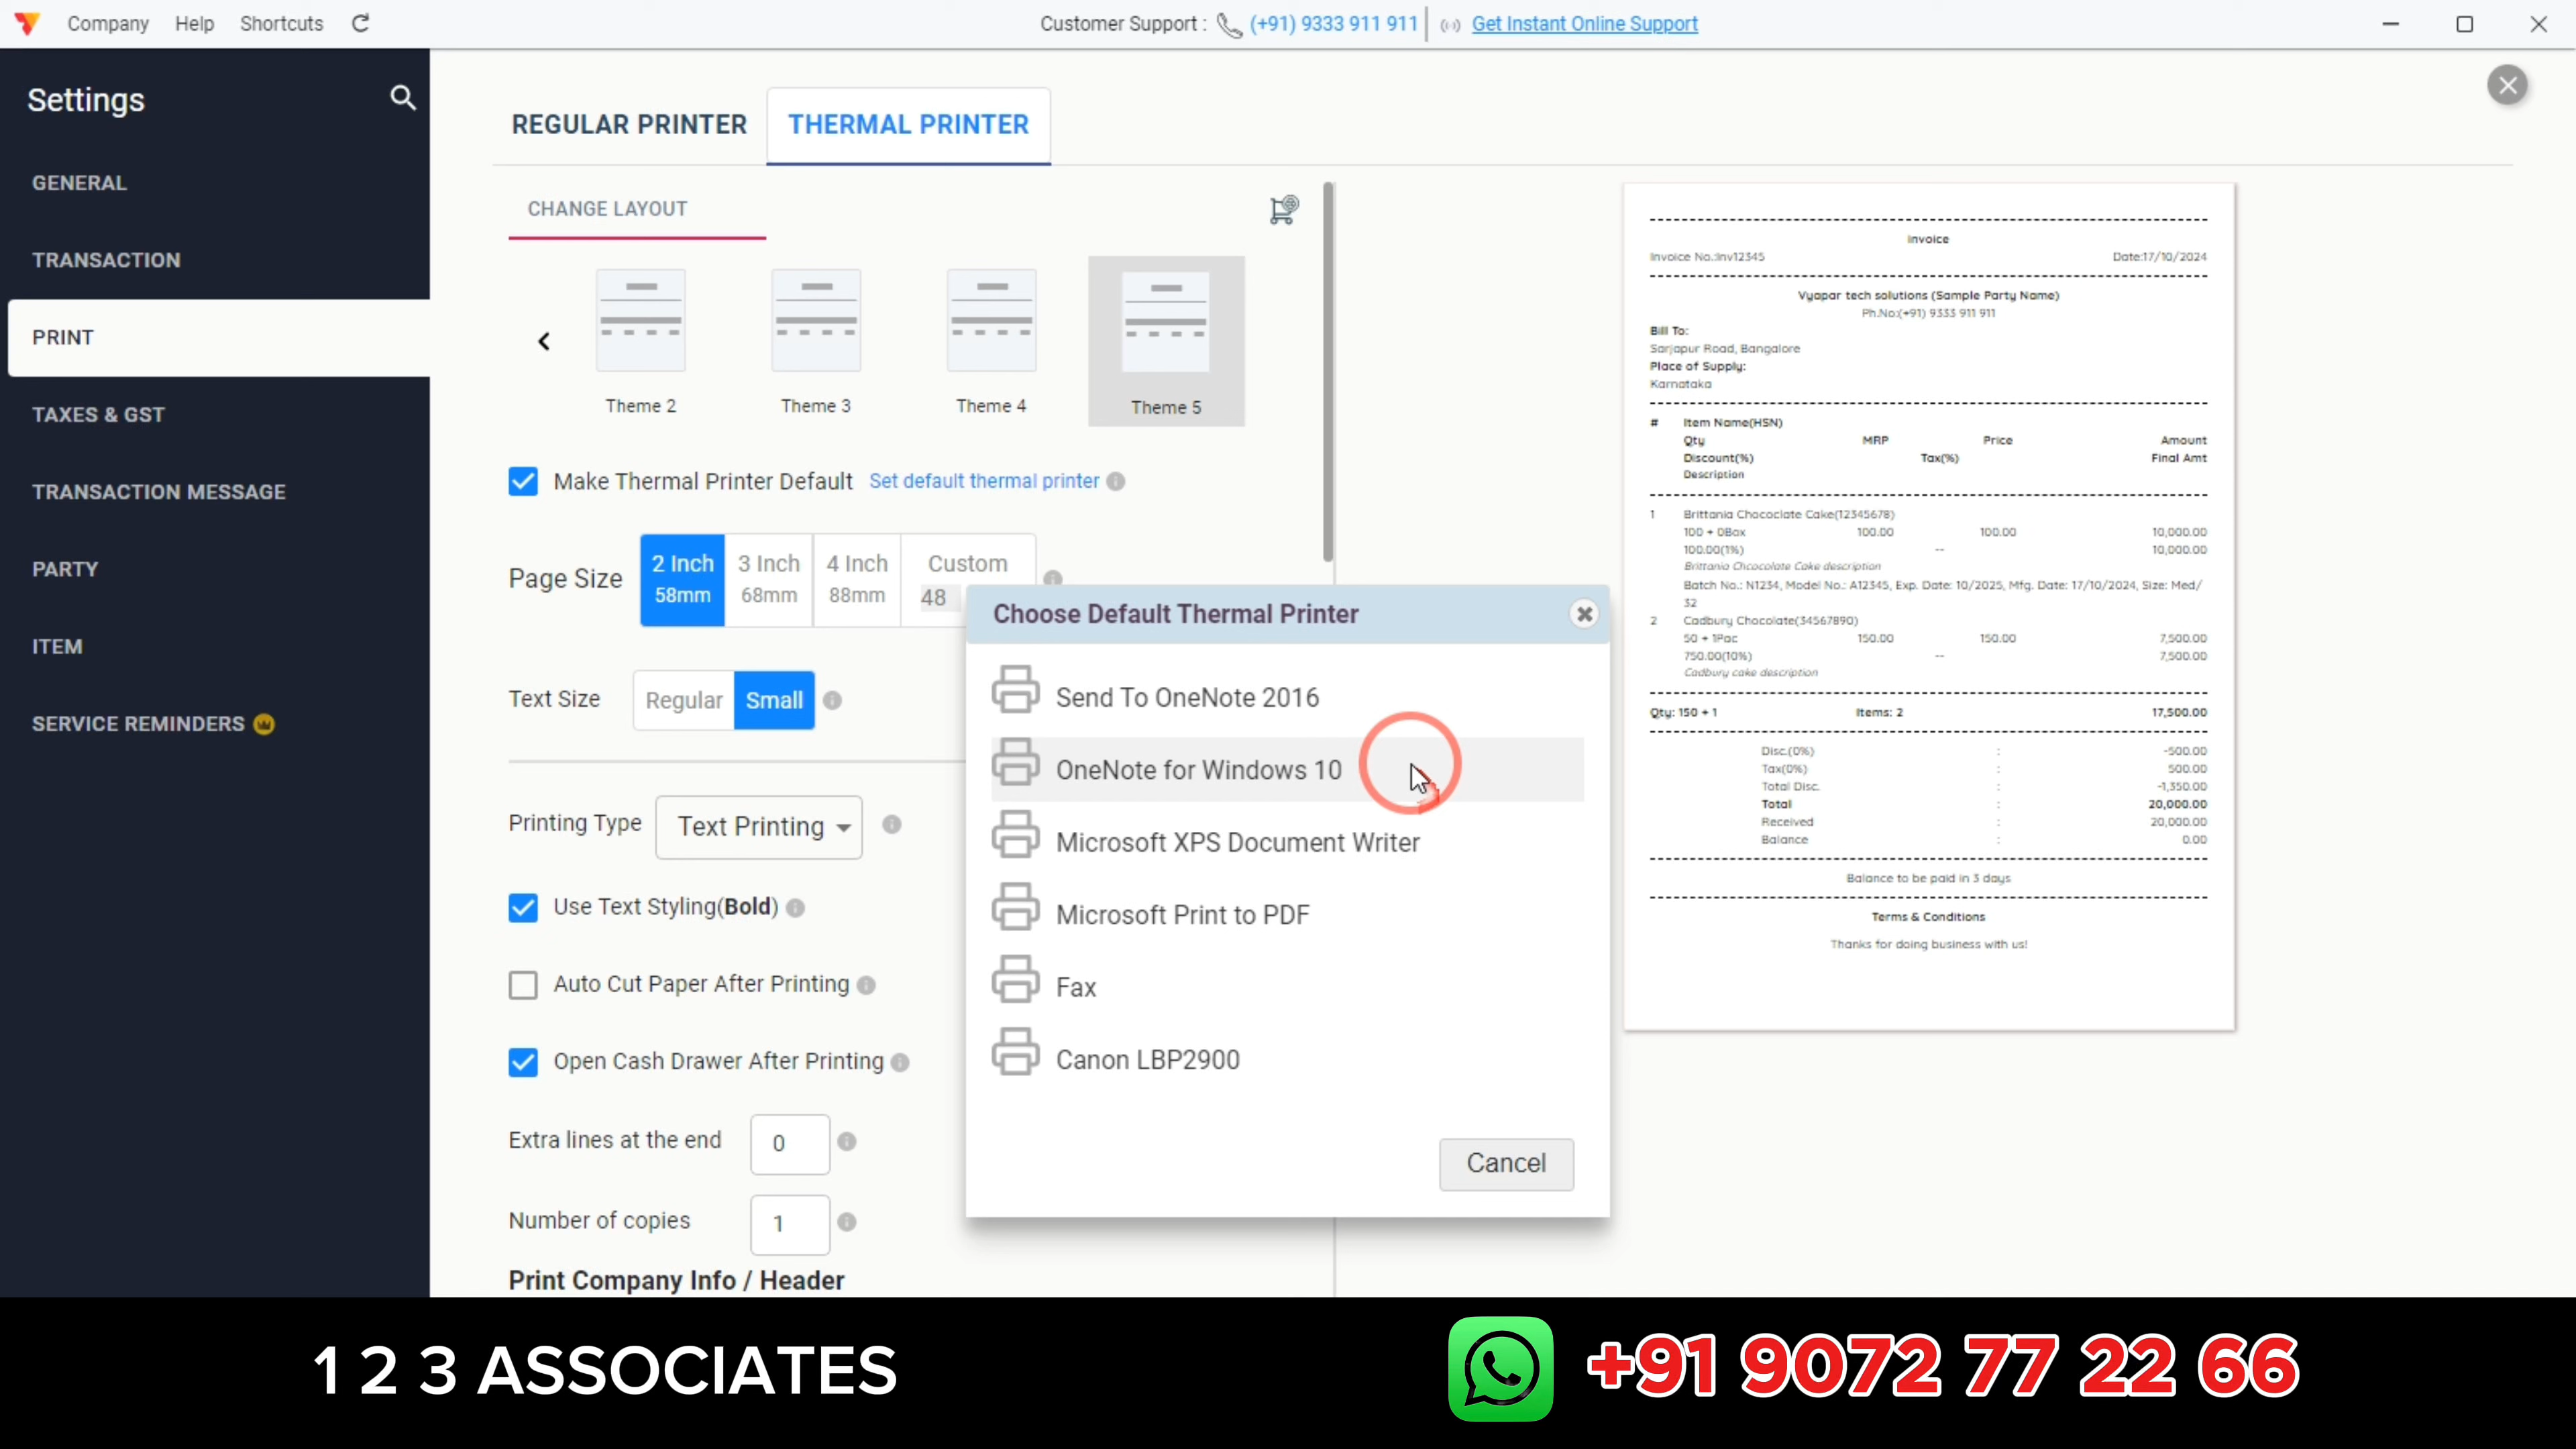 Company Help Shortcuts
Customer Support : (+91) 9333 911 911 Get Instant Online Support
Settings
GENERAL
TRANSACTION
PRINT
TAXES & GST
TRANSACTION MESSAGE
PARTY
ITEM
SERVICE REMINDERS
REGULAR PRINTER THERMAL PRINTER
CHANGE LAYOUT
Theme 2 Theme 3 Theme 4 Theme 5
Make Thermal Printer Default Set default thermal printer
Page Size
2 Inch 3 Inch 4 Inch Custom
58mm 68mm 88mm 48
Text Size Regular Small
Printing Type Text Printing
Use Text Styling(Bold)
Auto Cut Paper After Printing
Open Cash Drawer After Printing
Extra lines at the end 0
Number of copies 1
Print Company Info / Header
Choose Default Thermal Printer
Send To OneNote 2016
OneNote for Windows 10
Microsoft XPS Document Writer
Microsoft Print to PDF
Fax
Canon LBP2900
Cancel
Invoice
Invoice No.:Inv12345 Date:17/10/2024
Vyapar tech solutions (Sample Party Name)
Ph.No:(+91) 9333 911 911
Bill To:
Sarjapur Road, Bangalore
Place of Supply:
Karnataka
# Item Name(HSN)
Qty MRP Price Amount
Discount(%) Tax(%) Final Amt
Description
1 Brittania Chococlate Cake(12345678)
100 + 0Box 100.00 100.00 10,000.00
100.00(1%) -- 10,000.00
Brittania Chcocolate Cake description
Batch No.: N1234, Model No.: A12345, Exp. Date: 10/2025, Mfg. Date: 17/10/2024, Size: Med/
32
2 Cadbury Chocolate(34567890)
50 + 1Pac 150.00 150.00 7,500.00
750.00(10%) -- 7,500.00
Cadbury cake description
Qty: 150 + 1 Items: 2 17,500.00
Disc.(0%) : -500.00
Tax(0%) : 500.00
Total Disc. : -1,350.00
Total : 20,000.00
Received : 20,000.00
Balance : 0.00
Balance to be paid in 3 days
Terms & Conditions
Thanks for doing business with us!
1 2 3 ASSOCIATES
+91 9072 77 22 66